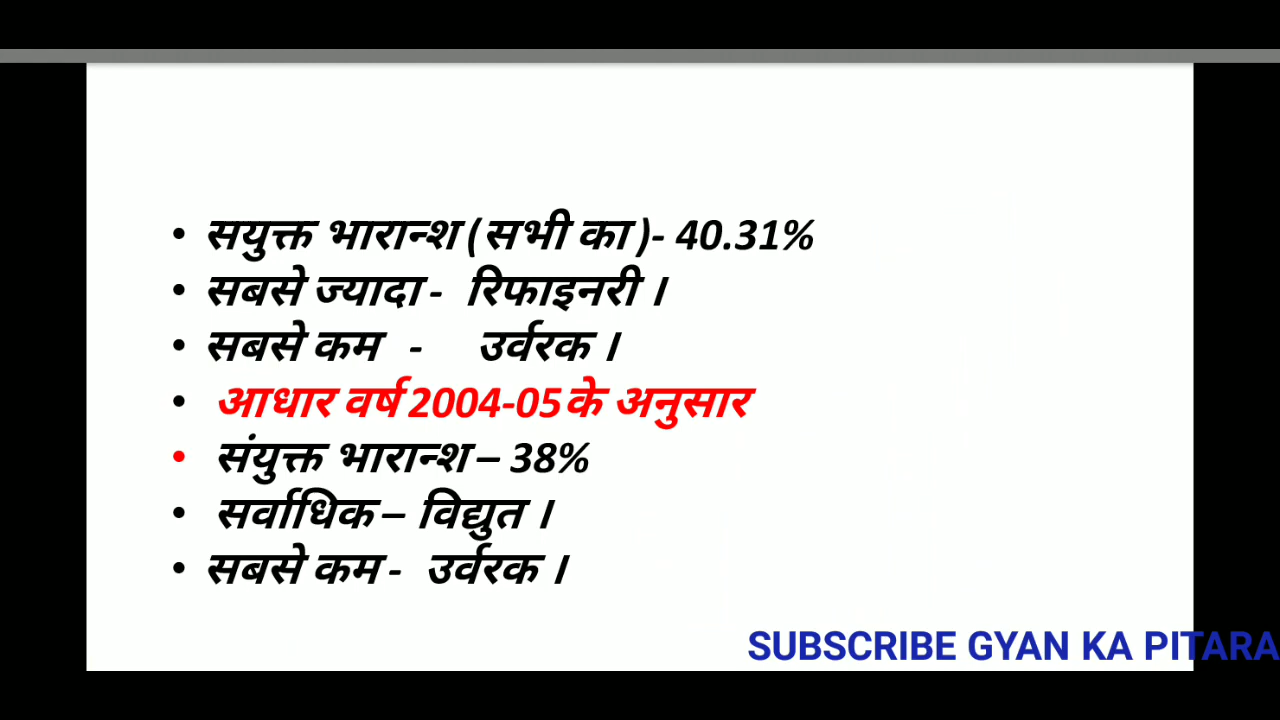 • सयुक्त भारान्श (सभी का)- 40.31%
• सबसे ज्यादा - रिफाइनरी ।
• सबसे कम - उर्वरक ।
• आधार वर्ष 2004-05 के अनुसार
• संयुक्त भारान्श – 38%
• सर्वाधिक – विद्युत ।
• सबसे कम - उर्वरक ।
SUBSCRIBE GYAN KA PITARA